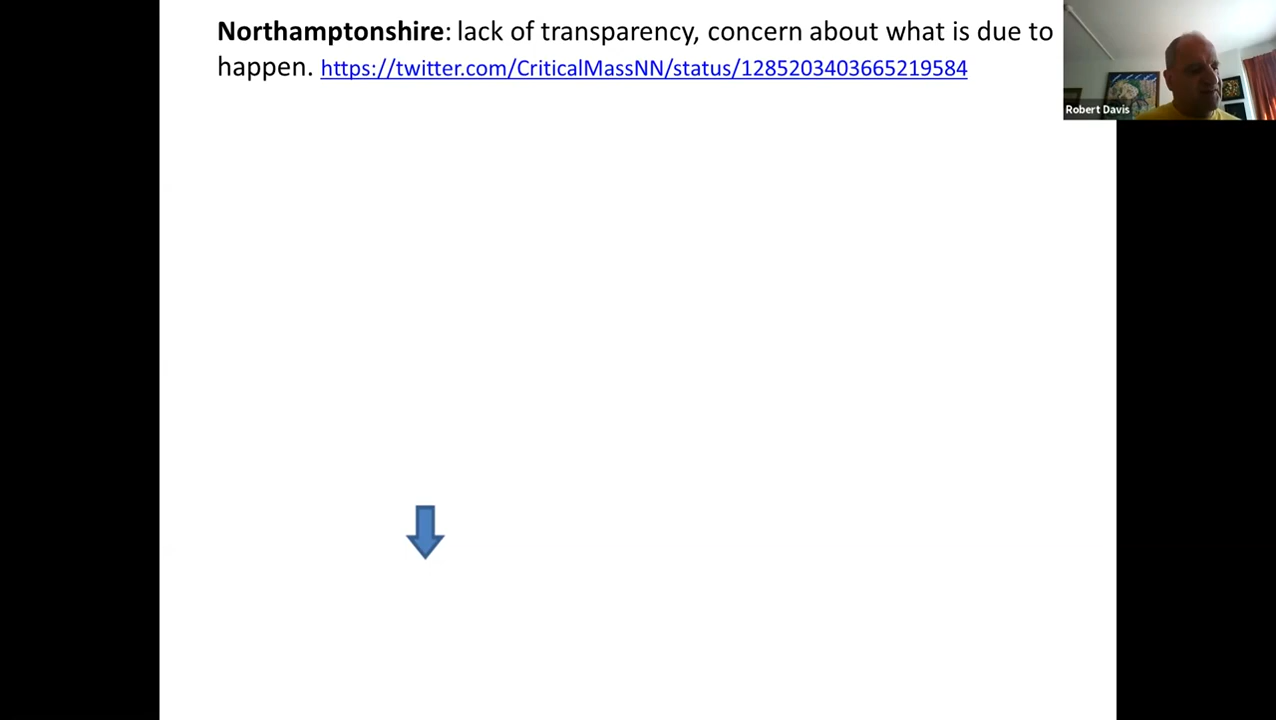 Northamptonshire: lack of transparency, concern about what is due to
happen. https://twitter.com/CriticalMassNN/status/1285203403665219584
Robert Davis